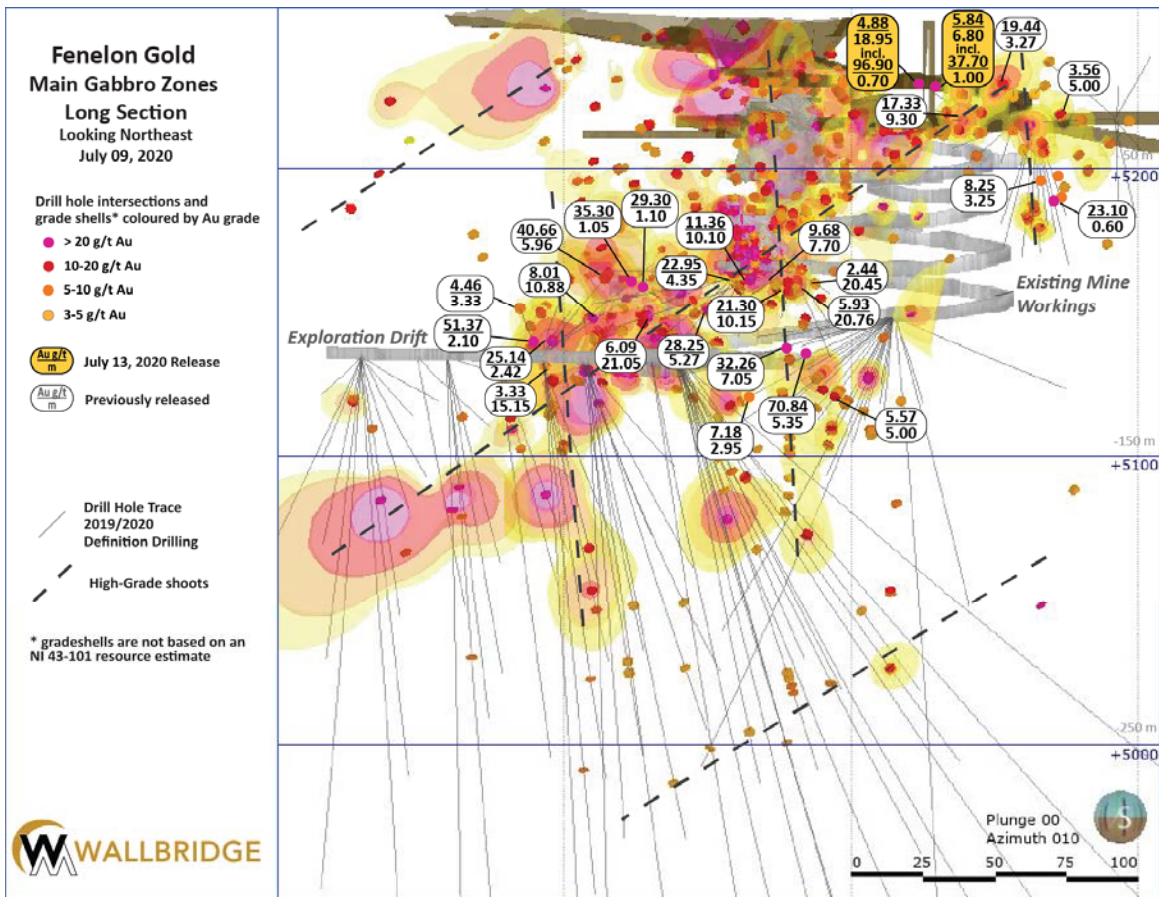 Fenelon Gold
Main Gabbro Zones
Long Section
Looking Northeast
July 09, 2020
Drill hole intersections and
grade shells* coloured by Au grade
> 20 g/t Au
10-20 g/t Au
5-10 g/t Au
3-5 g/t Au
Au g/t
m
July 13, 2020 Release
Au g/t
m
Previously released
Drill Hole Trace
2019/2020
Definition Drilling
High-Grade shoots
* gradeshells are not based on an
NI 43-101 resource estimate
WALLBRIDGE
4.88
18.95
incl.
96.90
0.70
5.84
6.80
incl.
37.70
1.00
19.44
3.27
3.56
5.00
17.33
9.30
-50 m
+5200
8.25
3.25
23.10
0.60
29.30
1.10
35.30
1.05
40.66
5.96
11.36
10.10
9.68
7.70
22.95
4.35
2.44
20.45
8.01
10.88
4.46
3.33
21.30
10.15
5.93
20.76
Existing Mine
Workings
Exploration Drift
51.37
2.10
25.14
2.42
6.09
21.05
28.25
5.27
32.26
7.05
3.33
15.15
70.84
5.35
5.57
5.00
7.18
2.95
-150 m
+5100
-250 m
+5000
Plunge 00
Azimuth 010
S
0 25 50 75 100